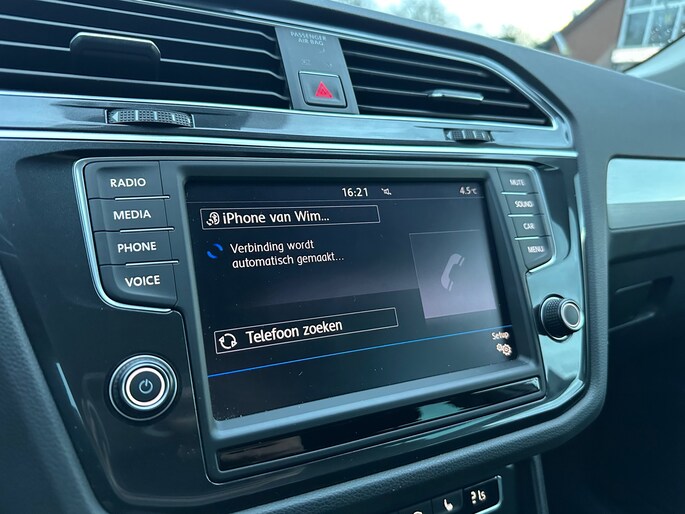 PASSENGER
AIR BAG
RADIO
MEDIA
PHONE
VOICE
16:21
4.5°C
iPhone van Wim...
Verbinding wordt
automatisch gemaakt...
Telefoon zoeken
Setup
MUTE
SOUND
CAR
MENU